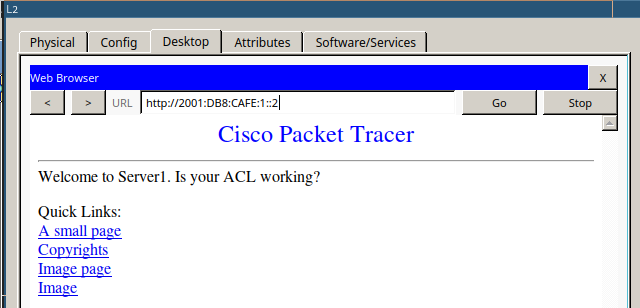 L2
Physical Config Desktop Attributes Software/Services
Web Browser X
< > URL http://2001:DB8:CAFE:1::2 Go Stop
Cisco Packet Tracer
Welcome to Server1. Is your ACL working?
Quick Links:
A small page
Copyrights
Image page
Image